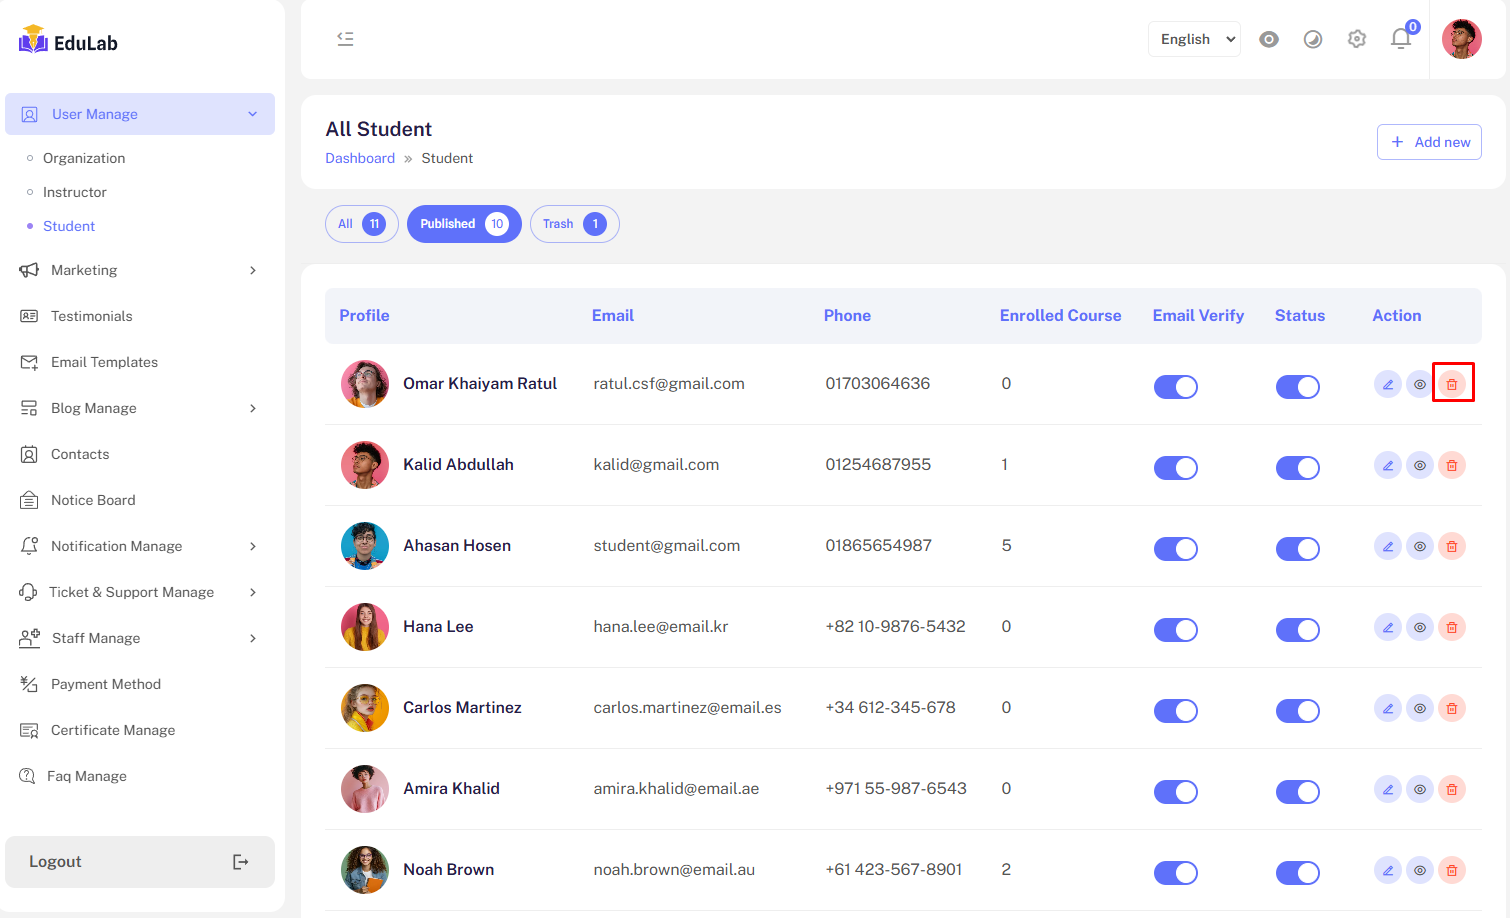 EduLab
User Manage
Organization
Instructor
Student
Marketing
Testimonials
Email Templates
Blog Manage
Contacts
Notice Board
Notification Manage
Ticket & Support Manage
Staff Manage
Payment Method
Certificate Manage
Faq Manage
Logout
English 0
All Student
Dashboard » Student
+ Add new
All 11 Published 10 Trash 1
Profile Email Phone Enrolled Course Email Verify Status Action
Omar Khaiyam Ratul ratul.csf@gmail.com 01703064636 0
Kalid Abdullah kalid@gmail.com 01254687955 1
Ahasan Hosen student@gmail.com 01865654987 5
Hana Lee hana.lee@email.kr +82 10-9876-5432 0
Carlos Martinez carlos.martinez@email.es +34 612-345-678 0
Amira Khalid amira.khalid@email.ae +971 55-987-6543 0
Noah Brown noah.brown@email.au +61 423-567-8901 2